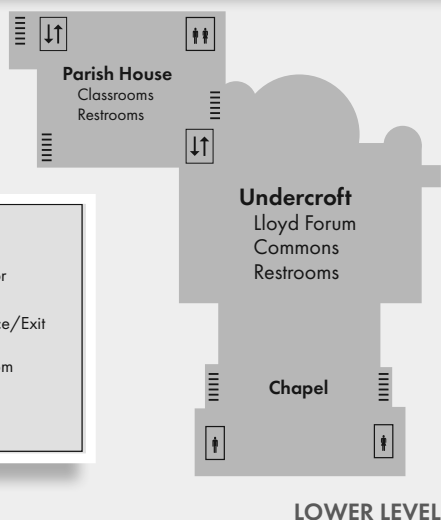 Parish House
Classrooms
Restrooms
Undercroft
Lloyd Forum
Commons
Restrooms
Chapel
LOWER LEVEL